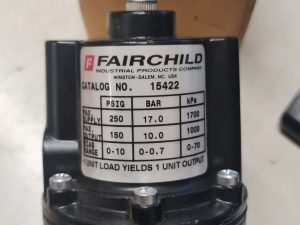 F FAIRCHILD
INDUSTRIAL PRODUCTS COMPANY
WINSTON-SALEM, NC. USA
CATALOG NO. 15422
PSIG BAR kPa
MAX. SUPPLY 250 17.0 1700
MAX. OUTPUT 150 10.0 1000
BIAS RANGE 0-10 0-0.7 0-70
1 UNIT LOAD YIELDS 1 UNIT OUTPUT